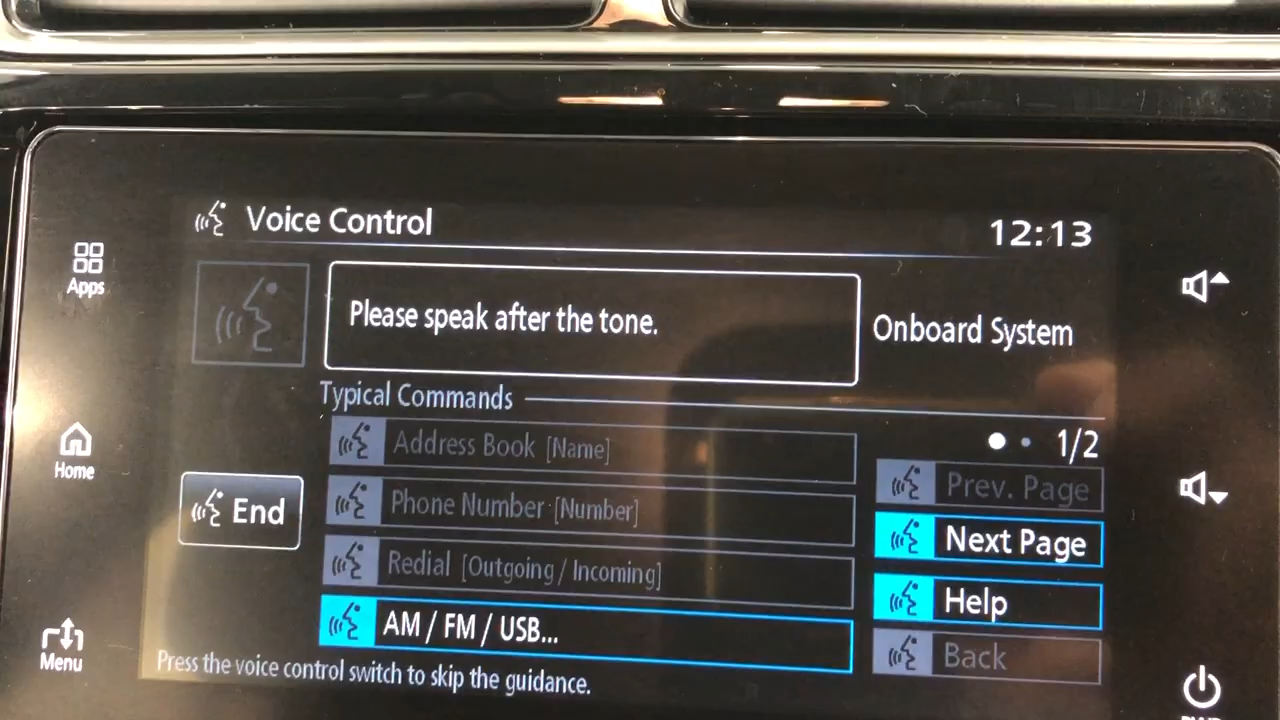 Voice Control
12:13
Apps
Please speak after the tone.
Onboard System
Typical Commands
1/2
Address Book [Name]
Prev. Page
Home
Phone Number [Number]
End
Next Page
Redial [Outgoing / Incoming]
Help
AM / FM / USB...
Back
Menu
Press the voice control switch to skip the guidance.